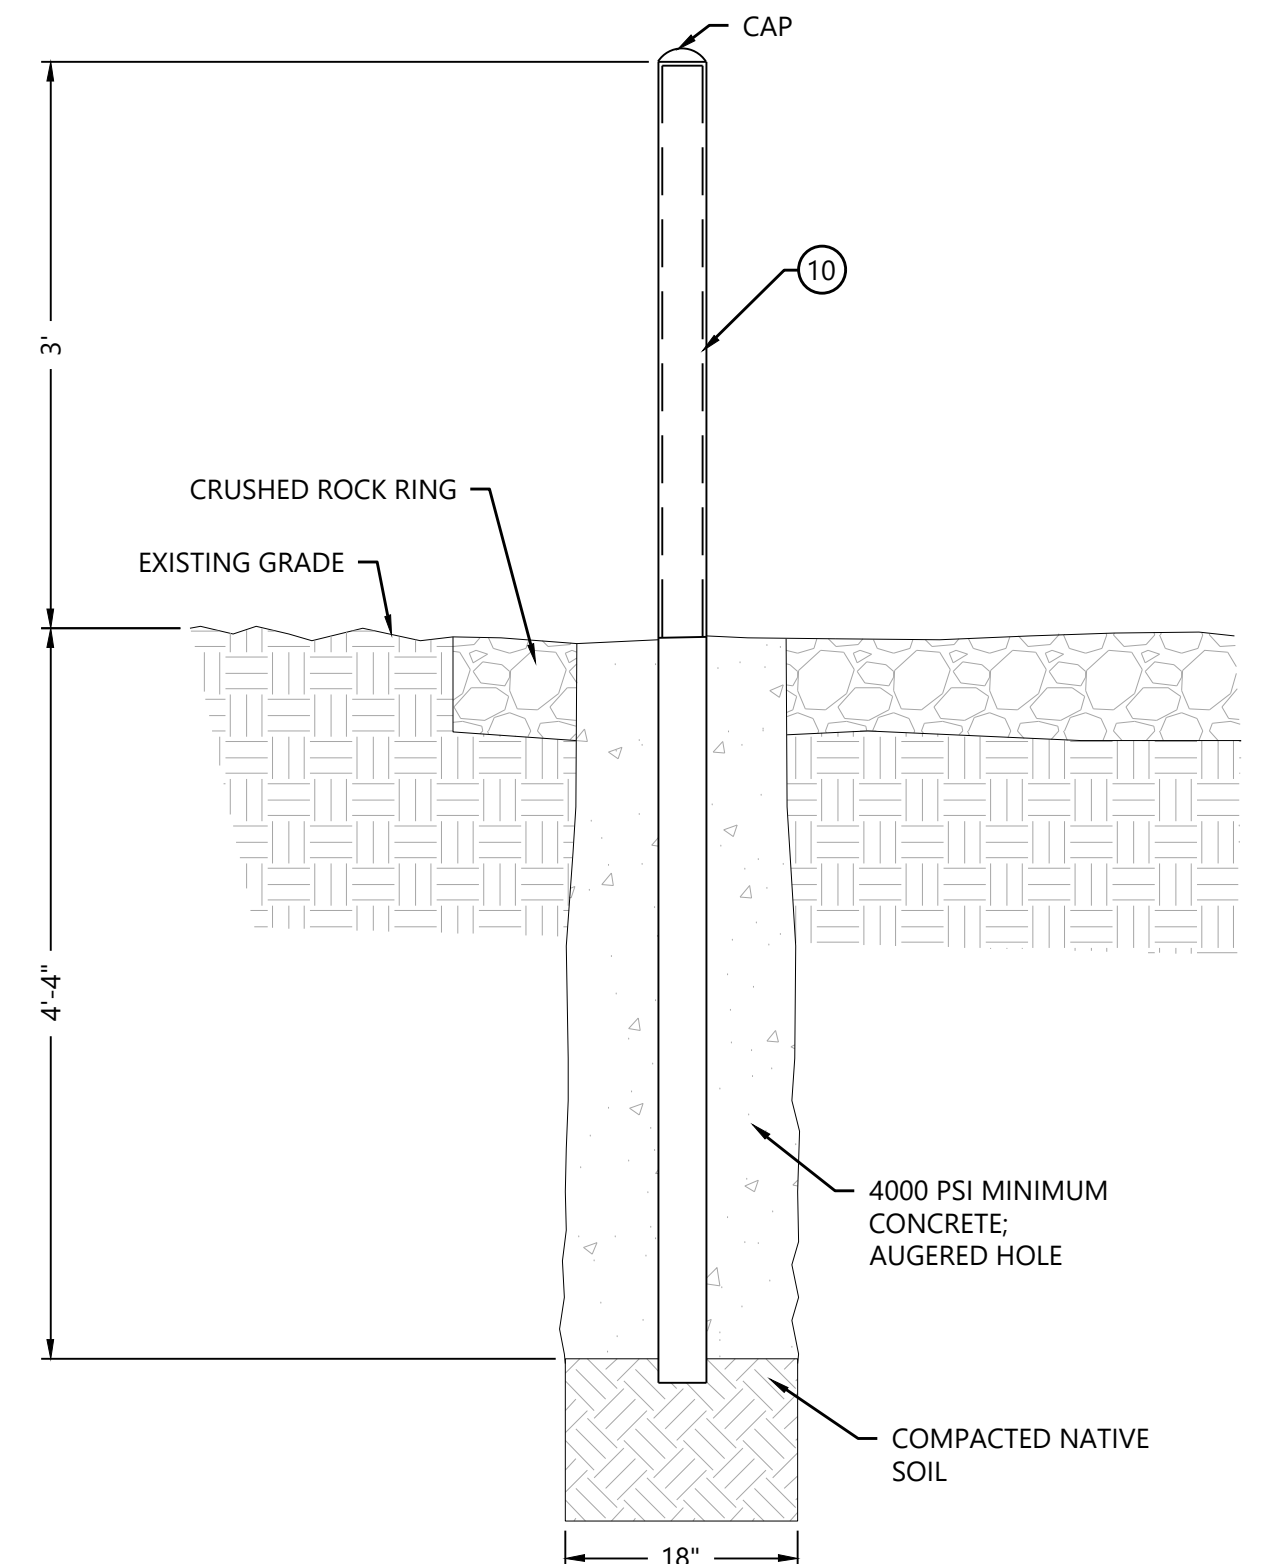 CAP
10
3'
CRUSHED ROCK RING
EXISTING GRADE
4'-4"
4000 PSI MINIMUM
CONCRETE;
AUGERED HOLE
COMPACTED NATIVE
SOIL
18"